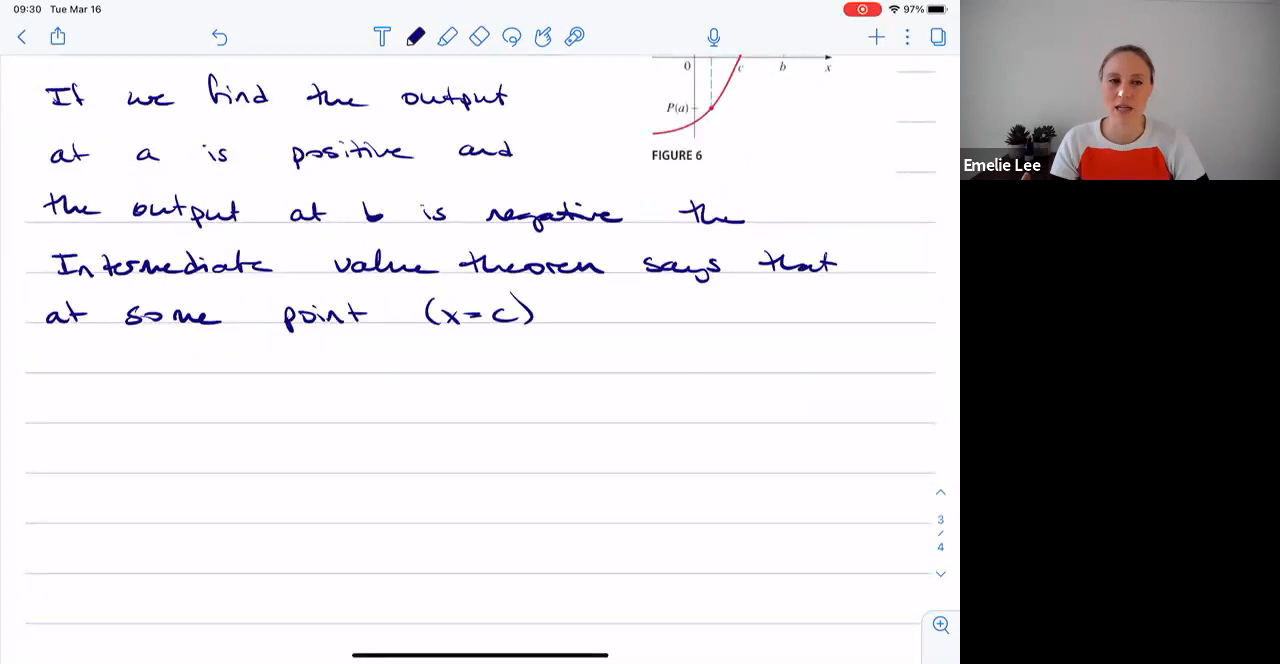 09:30 Tue Mar 16
97%
0 c b x
P(a)
FIGURE 6
If we find the output
at a is positive and
the output at b is negative the
Intermediate value theorem says that
at some point (x=c)
3
/
4
Emelie Lee